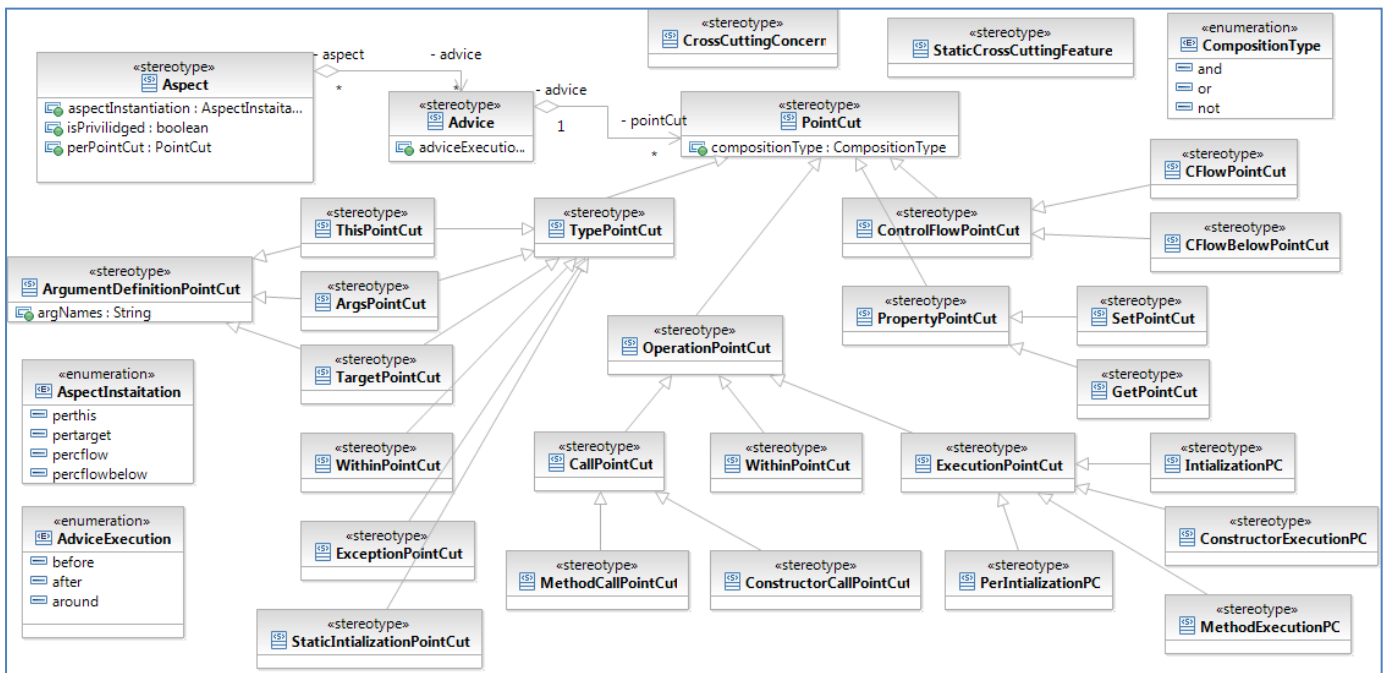 «stereotype»
CrossCuttingConcern
«stereotype»
StaticCrossCuttingFeature
«enumeration»
CompositionType
and
or
not
«stereotype»
Aspect
aspectInstantiation : AspectInstaita...
isPrivilidged : boolean
perPointCut : PointCut
- aspect
*
- advice
*
«stereotype»
Advice
adviceExecutio...
- advice
1
- pointCut
*
«stereotype»
PointCut
compositionType : CompositionType
«stereotype»
CFlowPointCut
«stereotype»
ThisPointCut
«stereotype»
TypePointCut
«stereotype»
ControlFlowPointCut
«stereotype»
CFlowBelowPointCut
«stereotype»
ArgumentDefinitionPointCut
argNames : String
«stereotype»
ArgsPointCut
«stereotype»
PropertyPointCut
«stereotype»
SetPointCut
«stereotype»
OperationPointCut
«stereotype»
TargetPointCut
«stereotype»
GetPointCut
«enumeration»
AspectInstaitation
perthis
pertarget
percflow
percflowbelow
«stereotype»
WithinPointCut
«stereotype»
CallPointCut
«stereotype»
WithinPointCut
«stereotype»
ExecutionPointCut
«stereotype»
IntializationPC
«enumeration»
AdviceExecution
before
after
around
«stereotype»
ExceptionPointCut
«stereotype»
MethodCallPointCut
«stereotype»
ConstructorCallPointCut
«stereotype»
PerIntializationPC
«stereotype»
ConstructorExecutionPC
«stereotype»
StaticIntializationPointCut
«stereotype»
MethodExecutionPC